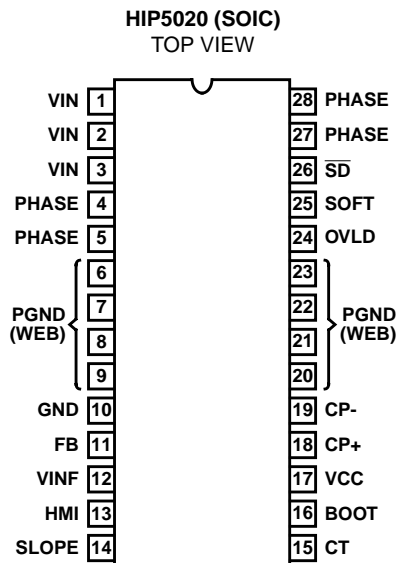 HIP5020 (SOIC)
TOP VIEW
VIN 1
VIN 2
VIN 3
PHASE 4
PHASE 5
6
7
8
9
PGND
(WEB)
GND 10
FB 11
VINF 12
HMI 13
SLOPE 14
28 PHASE
27 PHASE
26 SD
25 SOFT
24 OVLD
23
22
21
20
PGND
(WEB)
19 CP-
18 CP+
17 VCC
16 BOOT
15 CT